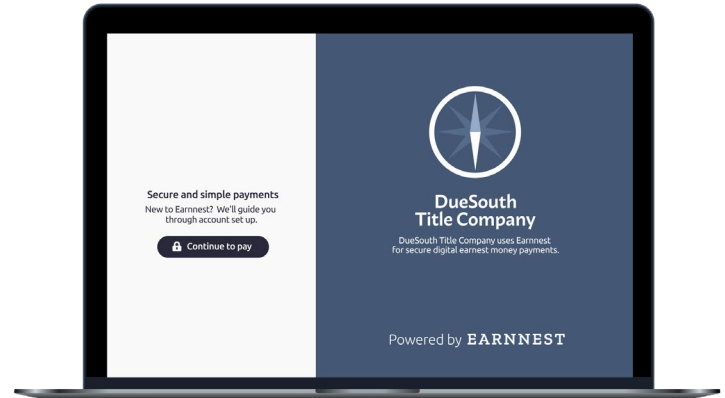 Secure and simple payments
New to Earnnest? We'll guide you
through account set up.
Continue to pay
DueSouth
Title Company
DueSouth Title Company uses Earnest
for secure digital earnest money payments.
Powered by EARNNEST